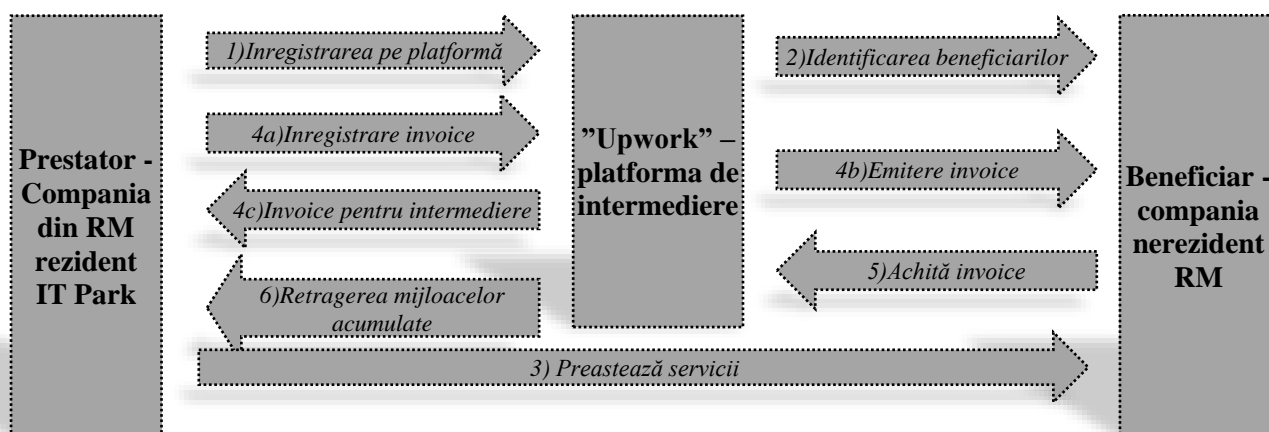 Prestator -
Compania
din RM
rezident
IT Park
1)Inregistrarea pe platformă
4a)Inregistrare invoice
4c)Invoice pentru intermediere
6)Retragerea mijloacelor
acumulate
”Upwork” –
platforma de
intermediere
2)Identificarea beneficiarilor
4b)Emitere invoice
5)Achită invoice
3) Preastează servicii
Beneficiar -
compania
nerezident
RM